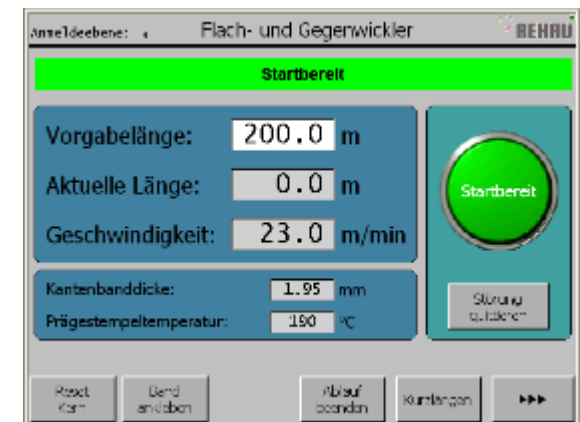 Anmeldeebene: Flach- und Gegenwickler REHAU
Startbereit
Vorgabelänge: 200.0 m
Aktuelle Länge: 0.0 m
Geschwindigkeit: 23.0 m/min
Startbereit
Kantenbanddicke: 1.95 mm
Prägestempeltemperatur: 190 °C
Störung
quittieren
Reset
Kern
Band
ankleben
Ablauf
beenden
Kurzlängen
►►►